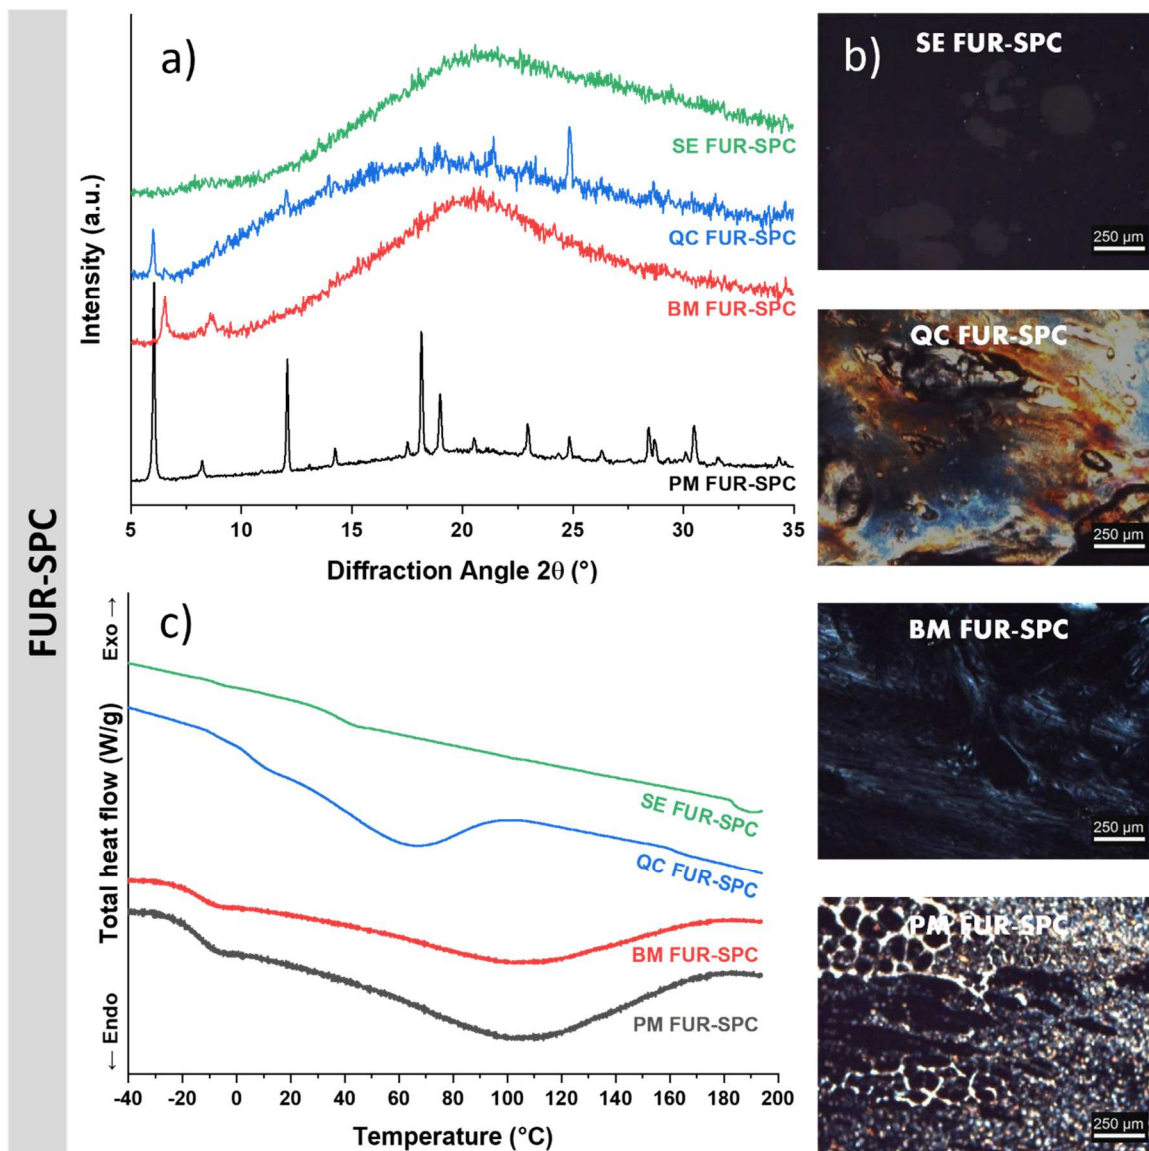 FUR-SPC
a)
Intensity (a.u.)
SE FUR-SPC
QC FUR-SPC
BM FUR-SPC
PM FUR-SPC
5 10 15 20 25 30 35
Diffraction Angle 2θ (°)
b)
SE FUR-SPC
250 µm
QC FUR-SPC
250 µm
BM FUR-SPC
250 µm
PM FUR-SPC
250 µm
c)
← Endo
Total heat flow (W/g)
Exo →
SE FUR-SPC
QC FUR-SPC
BM FUR-SPC
PM FUR-SPC
-40 -20 0 20 40 60 80 100 120 140 160 180 200
Temperature (°C)